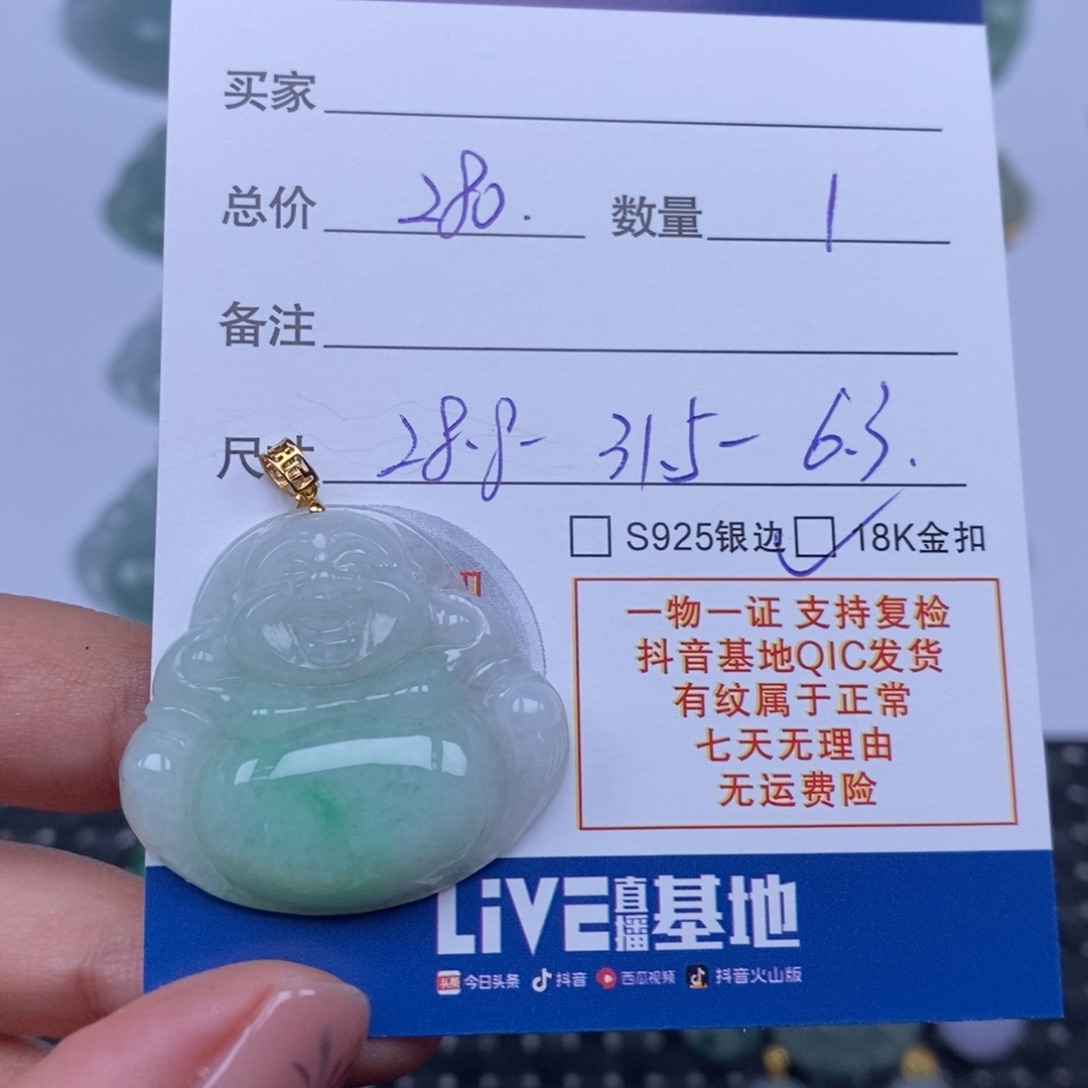 买家
总价 280. 数量 1
备注
尺寸 28.8- 31.5- 6.3.
S925银边 18K金扣
一物一证 支持复检
抖音基地QIC发货
有纹属于正常
七天无理由
无运费险
LiVE直播基地
头条 今日头条 抖音 西瓜视频 抖音火山版